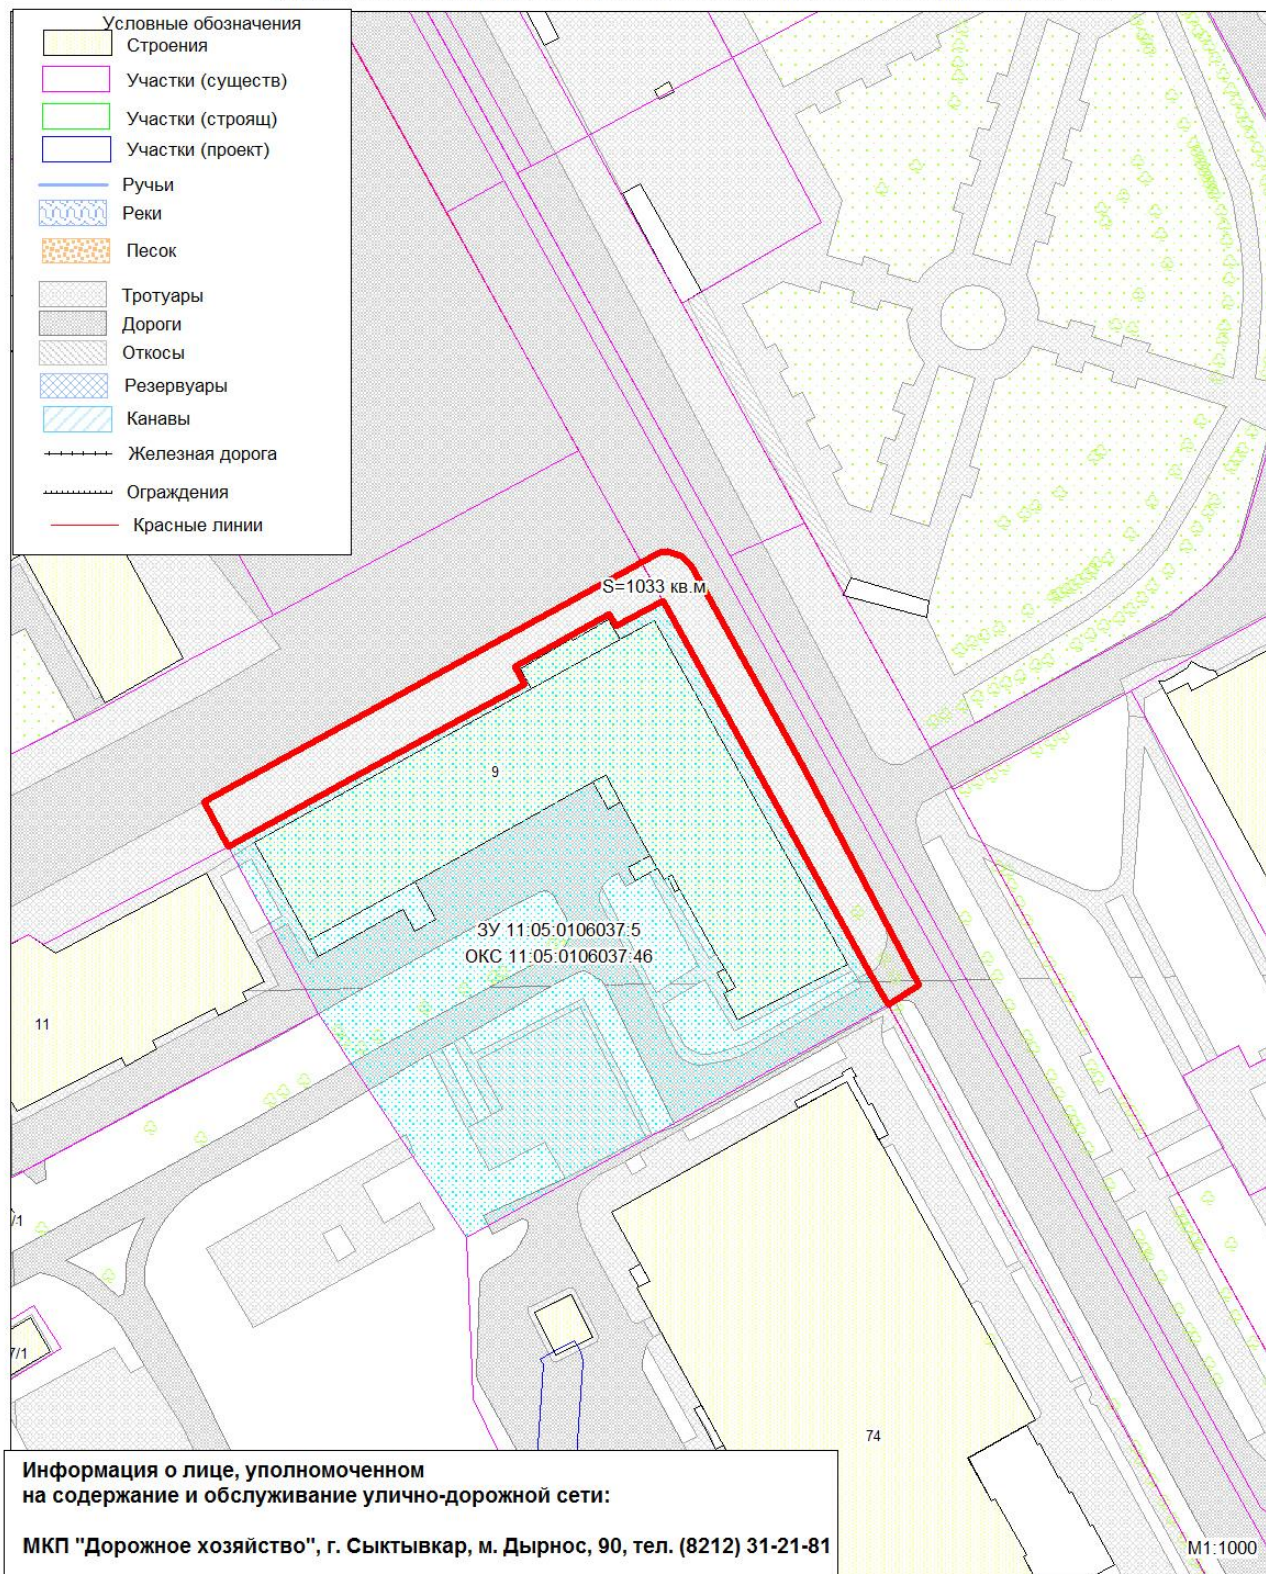 Условные обозначения
Строения
Участки (существ)
Участки (строящ)
Участки (проект)
Ручьи
Реки
Песок
Тротуары
Дороги
Откосы
Резервуары
Канавы
Железная дорога
Ограждения
Красные линии
S=1033 кв.м
9
ЗУ 11:05:0106037:5
ОКС 11:05:0106037:46
11
/1
7/1
74
Информация о лице, уполномоченном
на содержание и обслуживание улично-дорожной сети:
МКП "Дорожное хозяйство", г. Сыктывкар, м. Дырнос, 90, тел. (8212) 31-21-81
М1:1000